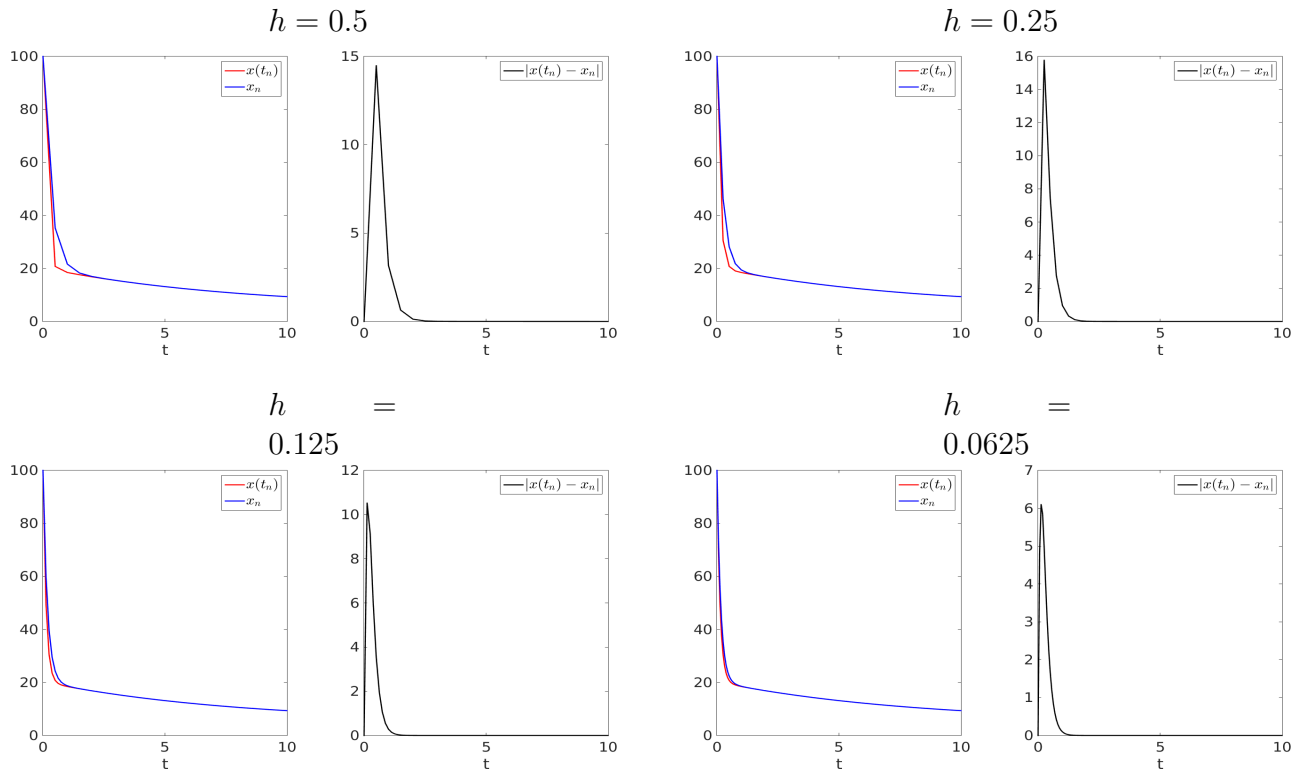 h = 0.5
100
80
60
40
20
0
0 5 10
t
x(t_n)
x_n
15
10
5
0
0 5 10
t
|x(t_n) − x_n|
h = 0.25
100
80
60
40
20
0
0 5 10
t
x(t_n)
x_n
16
14
12
10
8
6
4
2
0
0 5 10
t
|x(t_n) − x_n|
h =
0.125
100
80
60
40
20
0
0 5 10
t
x(t_n)
x_n
12
10
8
6
4
2
0
0 5 10
t
|x(t_n) − x_n|
h =
0.0625
100
80
60
40
20
0
0 5 10
t
x(t_n)
x_n
7
6
5
4
3
2
1
0
0 5 10
t
|x(t_n) − x_n|